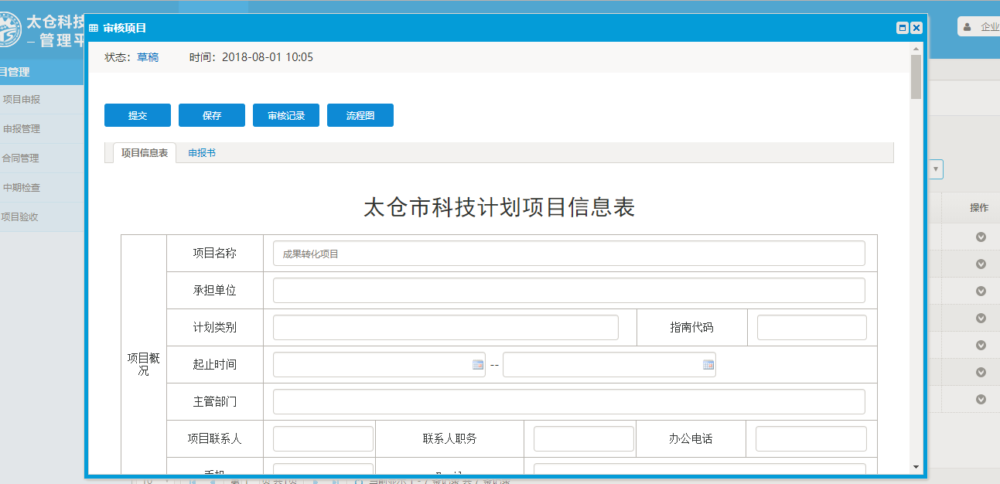 太仓科技
–管理平
企业
审核项目
目管理
项目申报
申报管理
合同管理
中期检查
项目验收
状态：草稿 时间：2018-08-01 10:05
提交 保存 审核记录 流程图
项目信息表 申报书
太仓市科技计划项目信息表
操作
项目概况
项目名称 成果转化项目
承担单位
计划类别 指南代码
起止时间 --
主管部门
项目联系人 联系人职务 办公电话